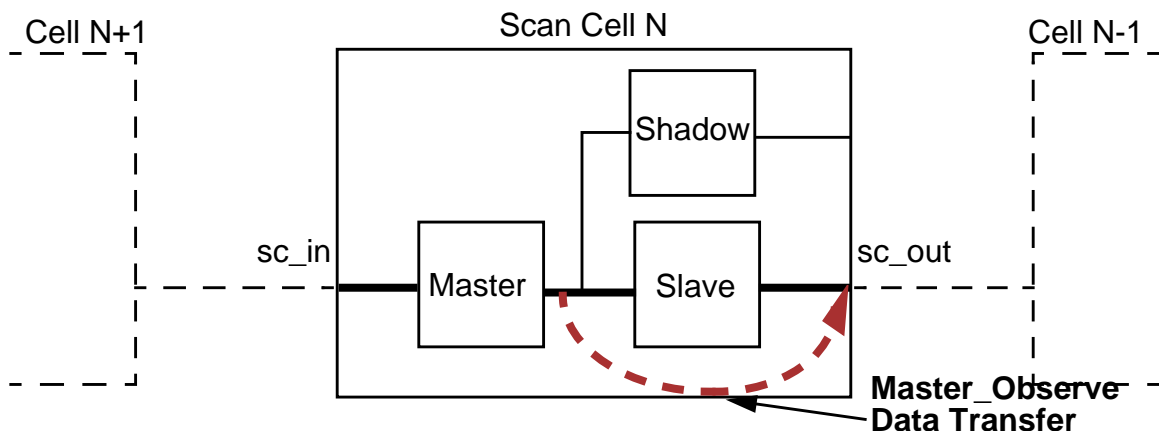 Scan Cell N
Cell N+1
Cell N-1
Shadow
sc_in
sc_out
Master
Slave
Master_Observe
Data Transfer